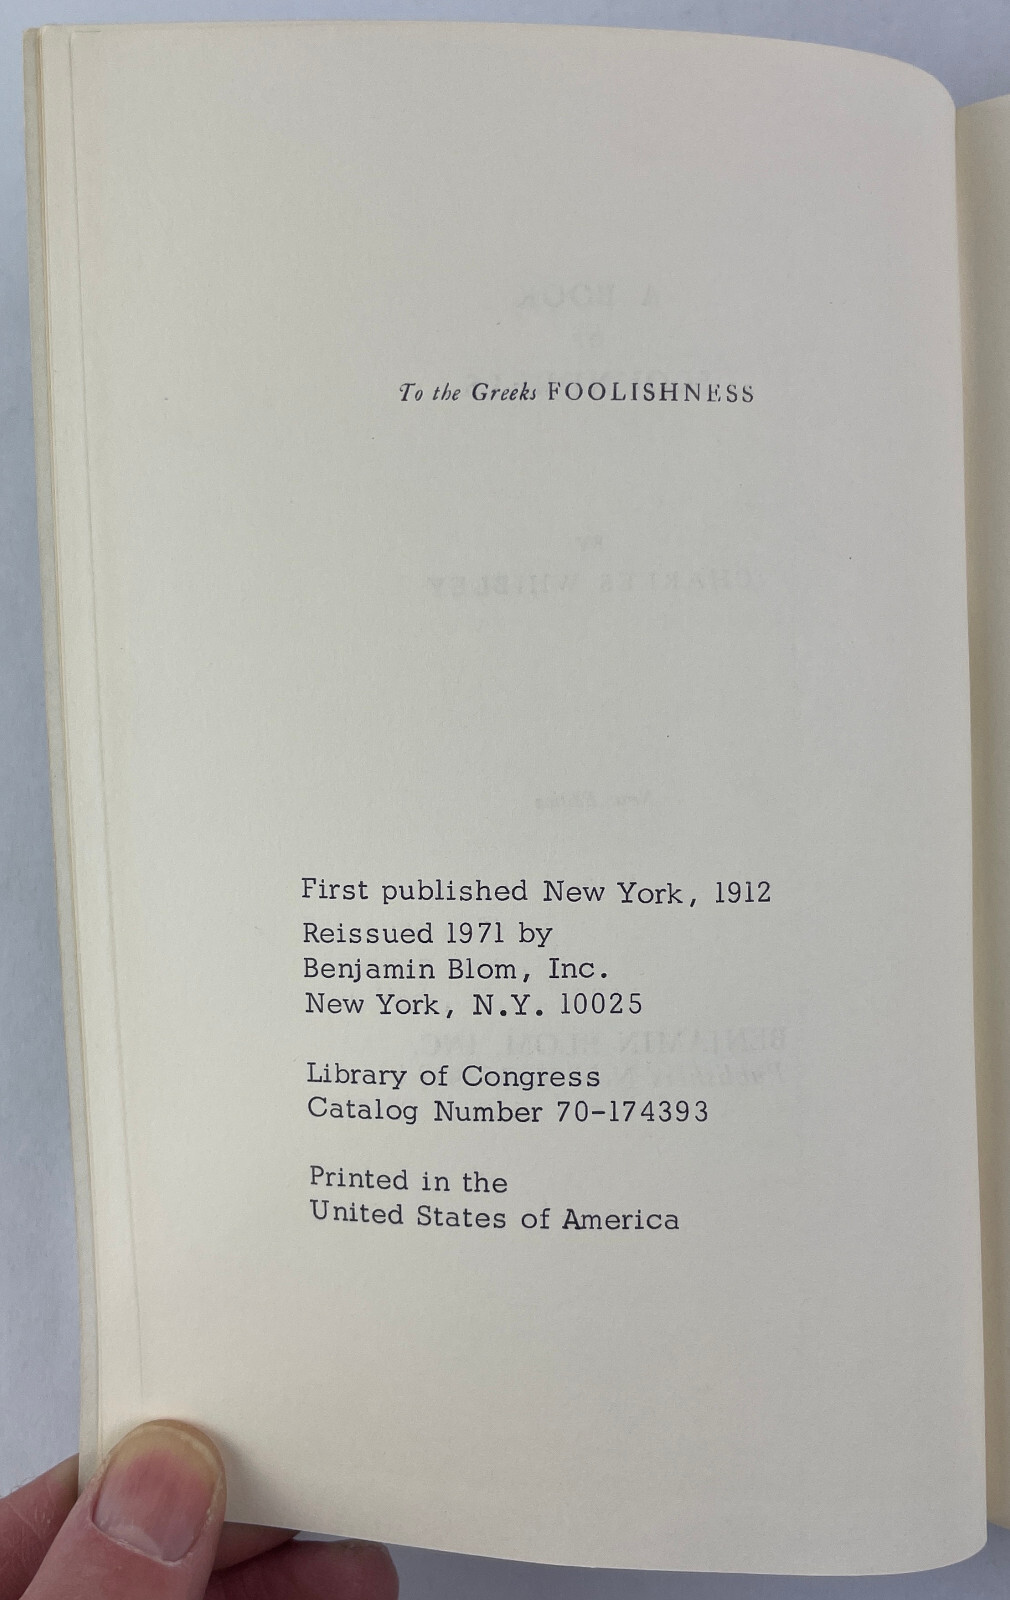 To the Greeks FOOLISHNESS
First published New York, 1912
Reissued 1971 by
Benjamin Blom, Inc.
New York, N.Y. 10025
Library of Congress
Catalog Number 70-174393
Printed in the
United States of America